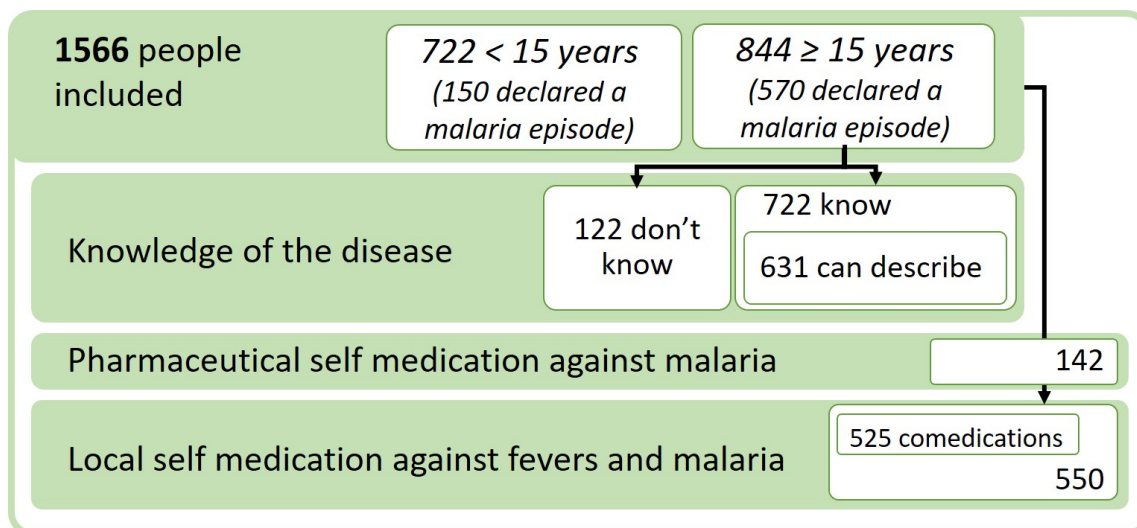 1566 people
included
722 < 15 years
(150 declared a
malaria episode)
844 ≥ 15 years
(570 declared a
malaria episode)
Knowledge of the disease
122 don’t
know
722 know
631 can describe
Pharmaceutical self medication against malaria
142
Local self medication against fevers and malaria
525 comedications
550